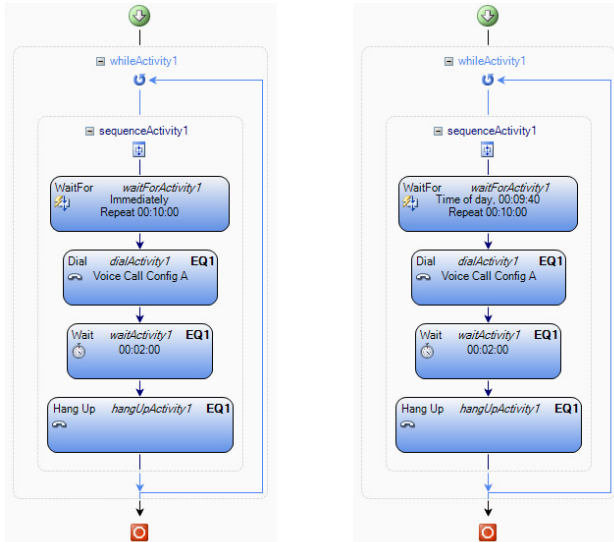 whileActivity1
sequenceActivity1
WaitFor waitForActivity1
Immediately
Repeat 00:10:00
Dial dialActivity1 EQ1
Voice Call Config A
Wait waitActivity1 EQ1
00:02:00
Hang Up hangUpActivity1 EQ1
whileActivity1
sequenceActivity1
WaitFor waitForActivity1
Time of day, 00:09:40
Repeat 00:10:00
Dial dialActivity1 EQ1
Voice Call Config A
Wait waitActivity1 EQ1
00:02:00
Hang Up hangUpActivity1 EQ1